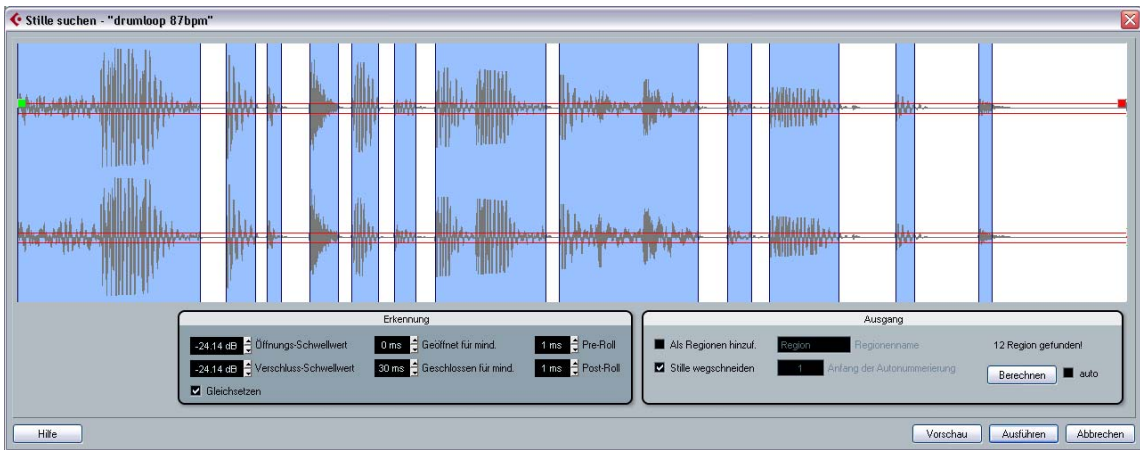 Stille suchen - "drumloop 87bpm"
Erkennung
-24.14 dB Öffnungs-Schwellwert 0 ms Geöffnet für mind. 1 ms Pre-Roll
-24.14 dB Verschluss-Schwellwert 30 ms Geschlossen für mind. 1 ms Post-Roll
Gleichsetzen
Ausgang
Als Regionen hinzuf. Region Regionenname 12 Region gefunden!
Stille wegschneiden 1 Anfang der Autonummerierung
Berechnen auto
Hilfe Vorschau Ausführen Abbrechen